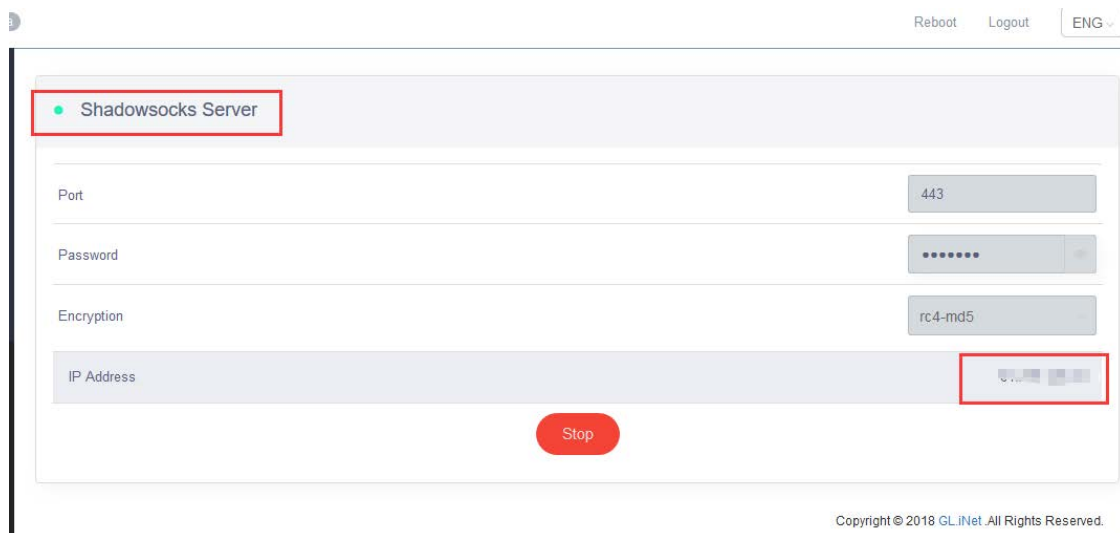 Reboot Logout ENG
Shadowsocks Server
Port 443
Password •••••••
Encryption rc4-md5
IP Address
Stop
Copyright © 2018 GL.iNet .All Rights Reserved.